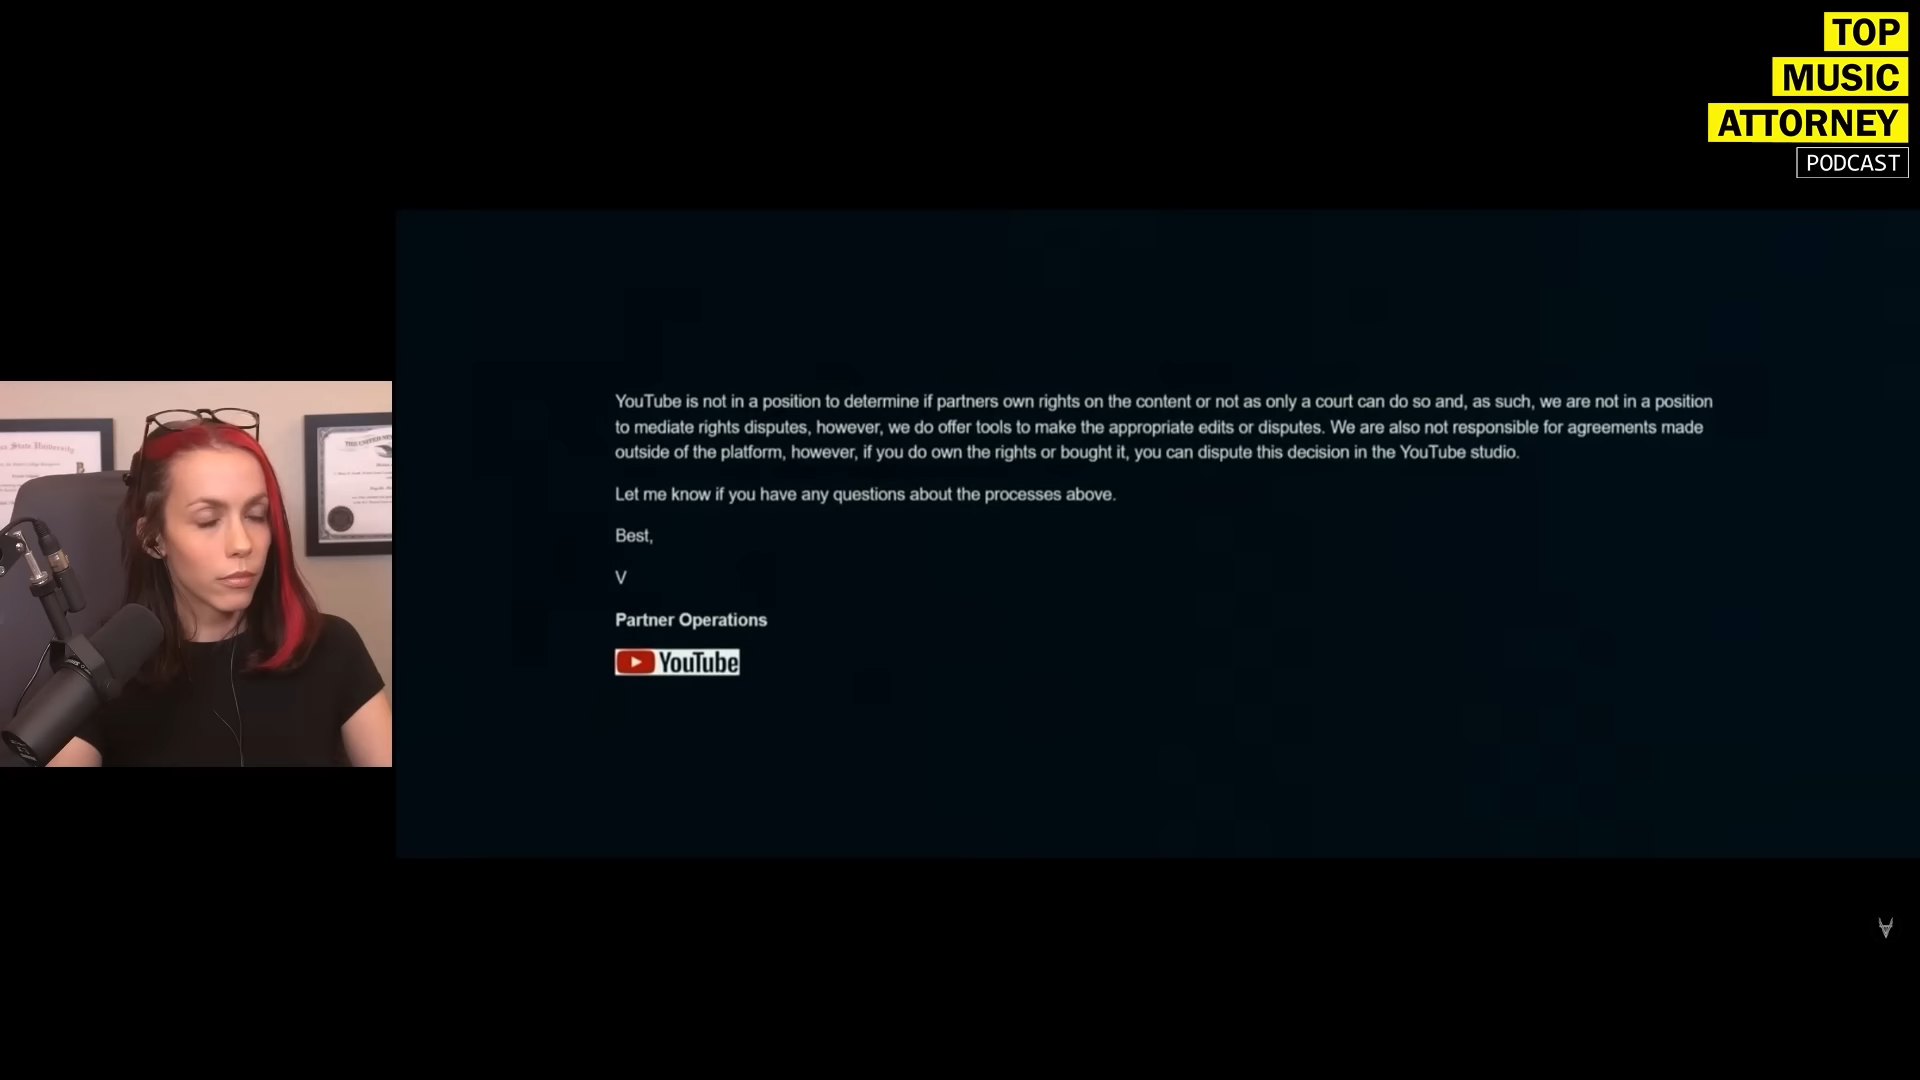 TOP
MUSIC
ATTORNEY
PODCAST
YouTube is not in a position to determine if partners own rights on the content or not as only a court can do so and, as such, we are not in a position
to mediate rights disputes, however, we do offer tools to make the appropriate edits or disputes. We are also not responsible for agreements made
outside of the platform, however, if you do own the rights or bought it, you can dispute this decision in the YouTube studio.
Let me know if you have any questions about the processes above.
Best,
V
Partner Operations
YouTube